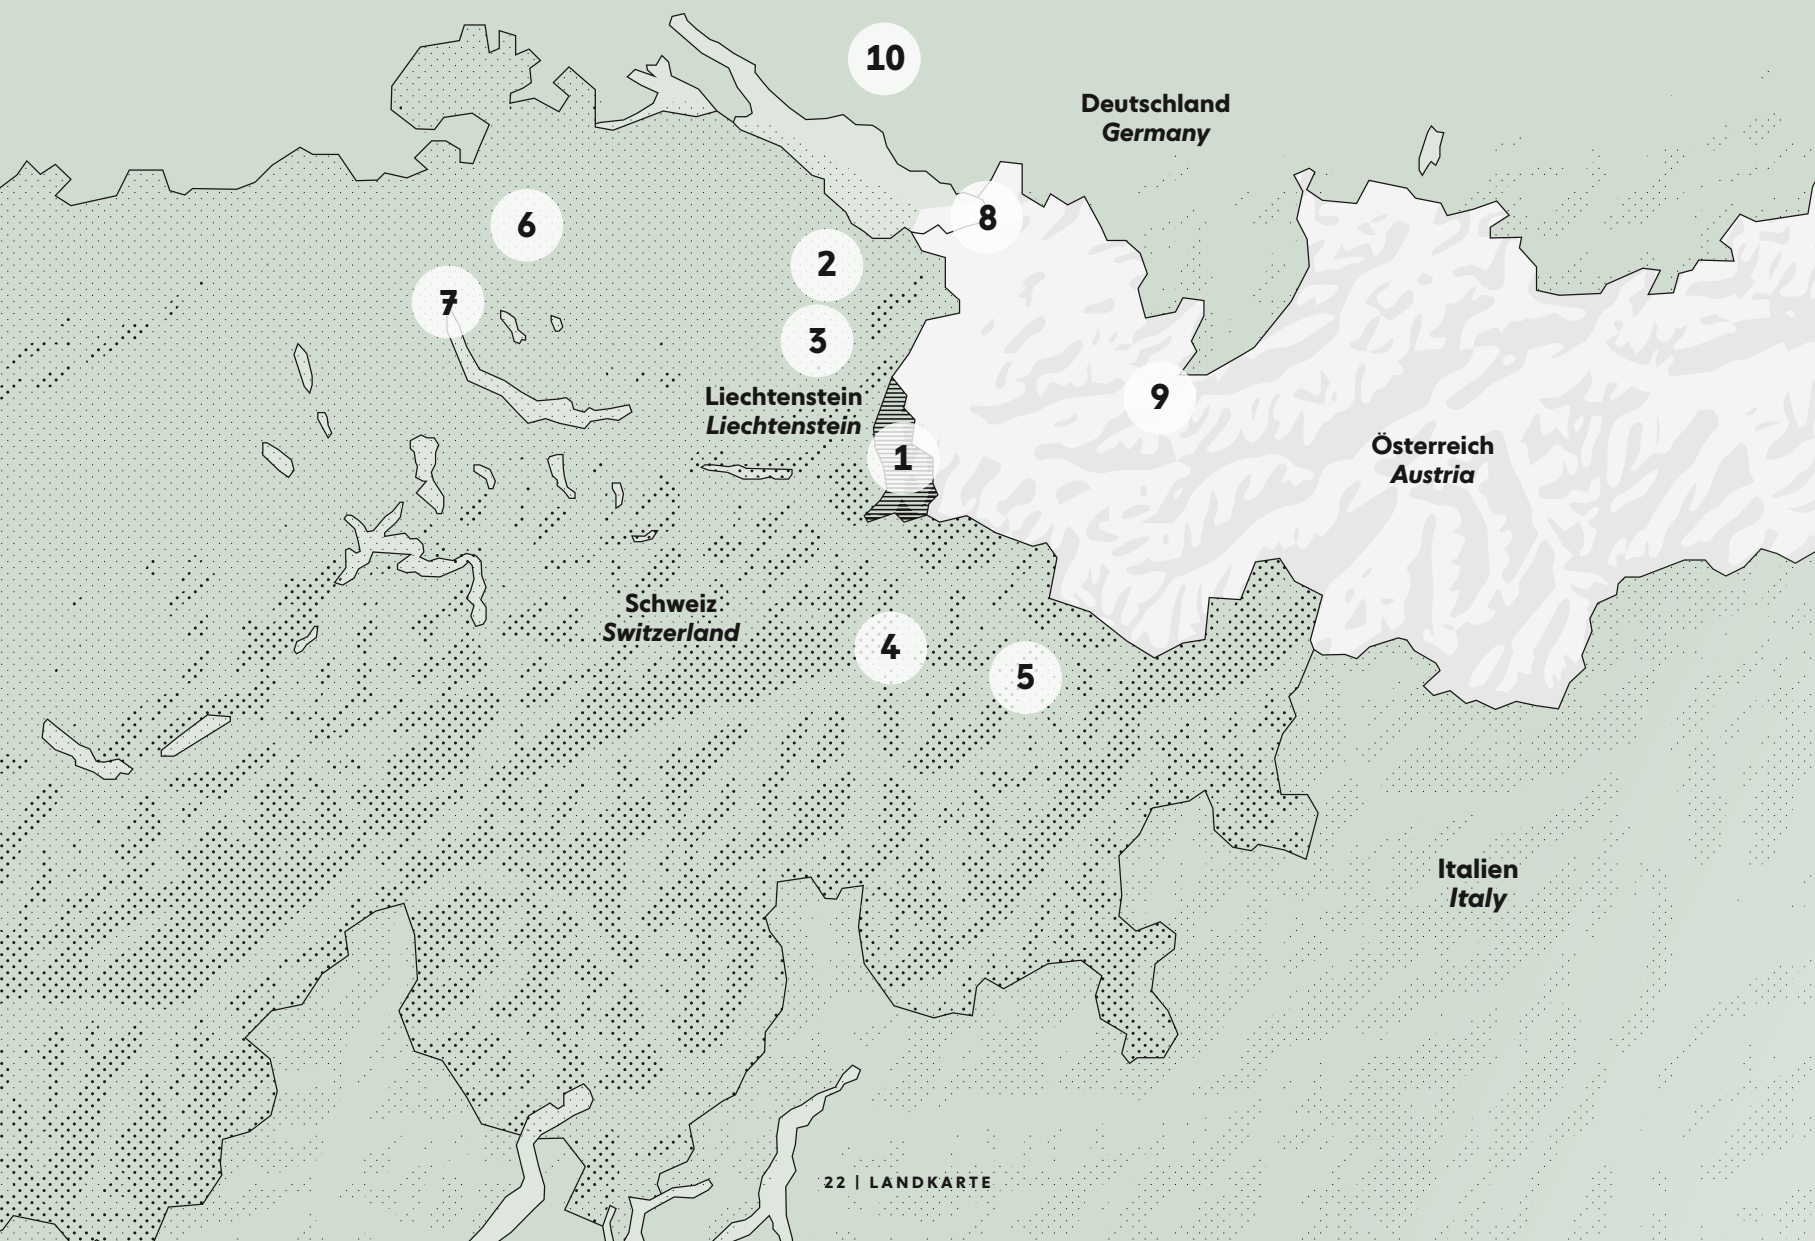 10
Deutschland
Germany
8
6
2
7
3
9
Liechtenstein
Liechtenstein
1
Österreich
Austria
Schweiz
Switzerland
4
5
Italien
Italy
22 | LANDKARTE